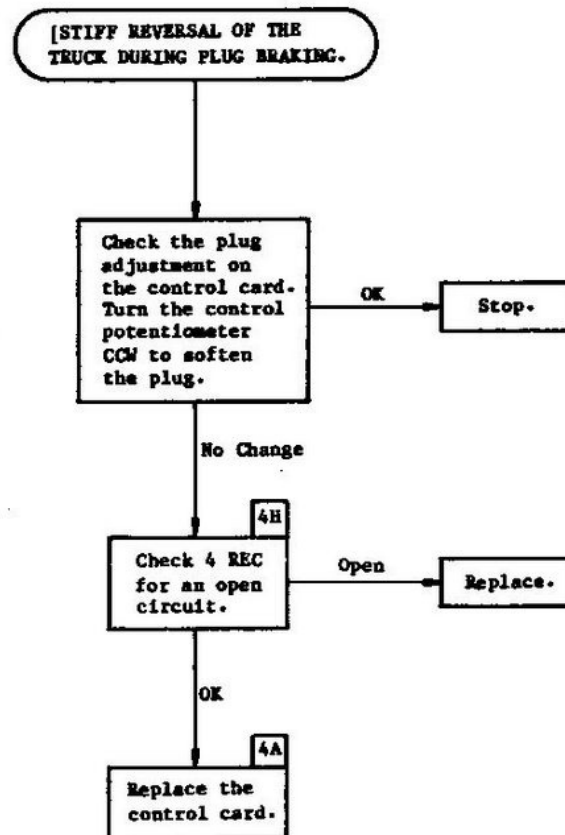 [STIFF REVERSAL OF THE
TRUCK DURING PLUG BRAKING.
Check the plug
adjustment on
the control card.
Turn the control
potentiometer
CCW to soften
the plug.
OK
Stop.
No Change
4H
Check 4 REC
for an open
circuit.
Open
Replace.
OK
4A
Replace the
control card.